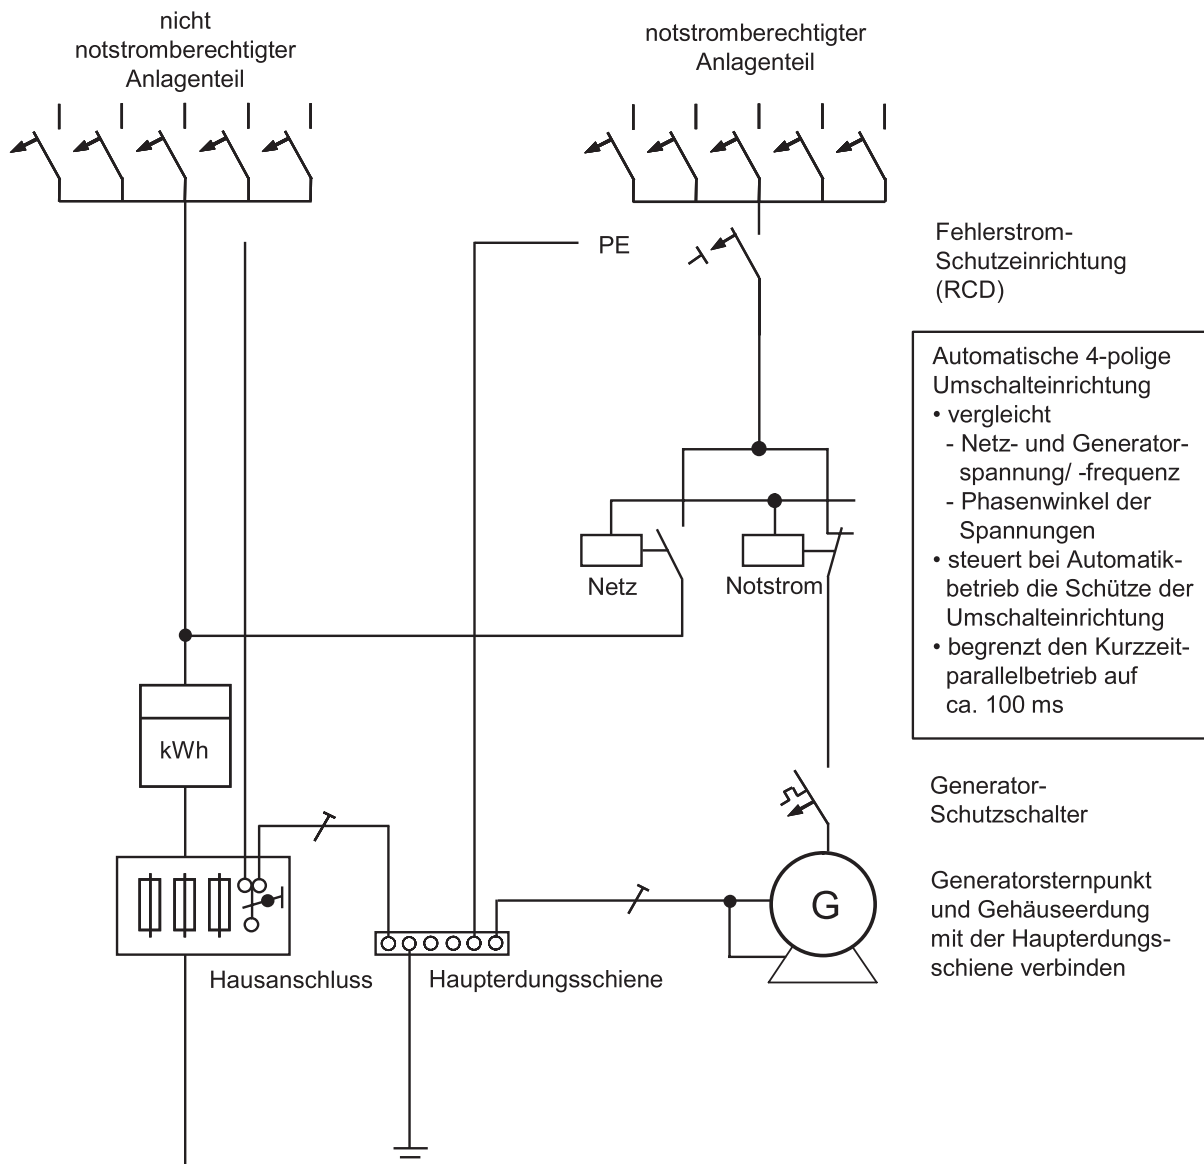 nicht
notstromberechtigter
Anlagenteil
notstromberechtigter
Anlagenteil
PE
Fehlerstrom-
Schutzeinrichtung
(RCD)
Automatische 4-polige
Umschalteinrichtung
• vergleicht
- Netz- und Generator-
spannung/ -frequenz
- Phasenwinkel der
Spannungen
• steuert bei Automatik-
betrieb die Schütze der
Umschalteinrichtung
• begrenzt den Kurzzeit-
parallelbetrieb auf
ca. 100 ms
Netz
Notstrom
kWh
Generator-
Schutzschalter
G
Generatorsternpunkt
und Gehäuseerdung
mit der Haupterdungs-
schiene verbinden
Hausanschluss
Haupterdungsschiene